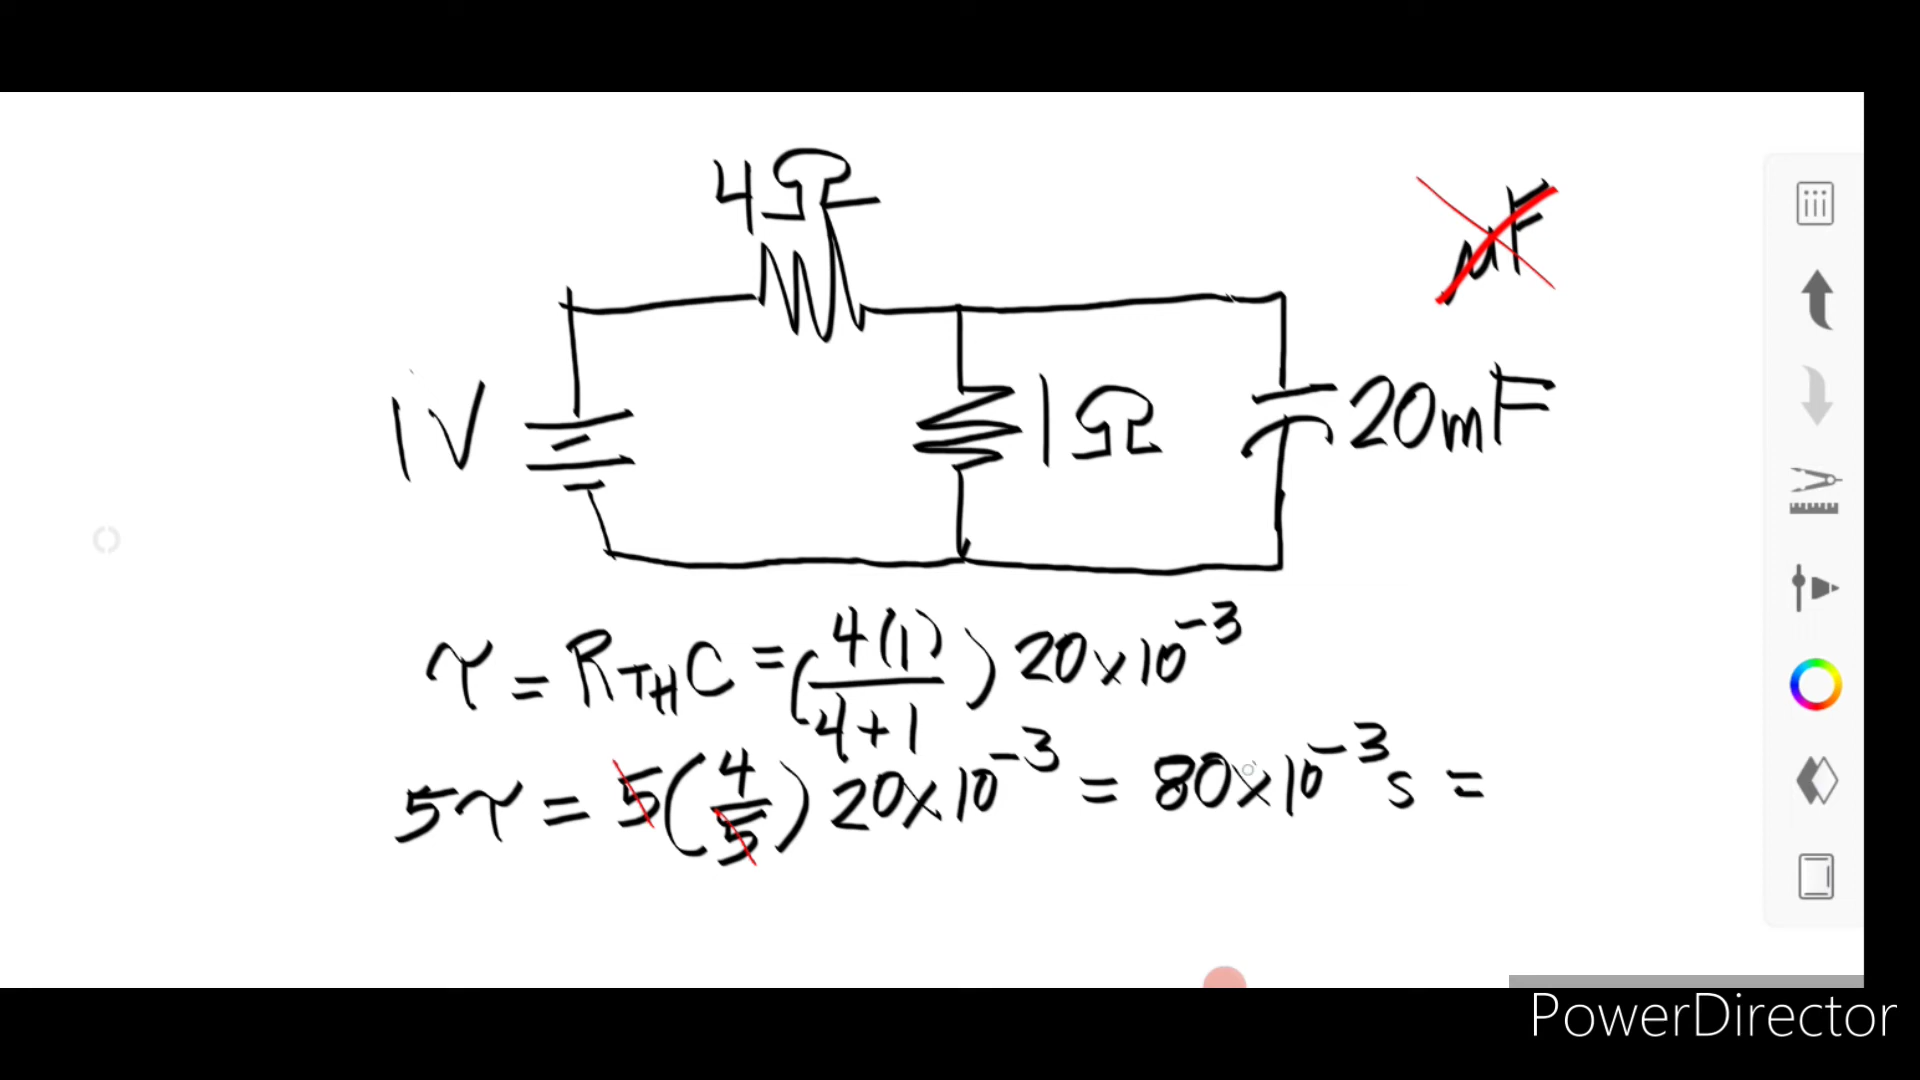 4Ω
μF
1V
1Ω
20mF
τ = R_TH C = (4(1)/4+1) 20×10⁻³
5τ = 5(4/5) 20×10⁻³ = 80×10⁻³s =
PowerDirector